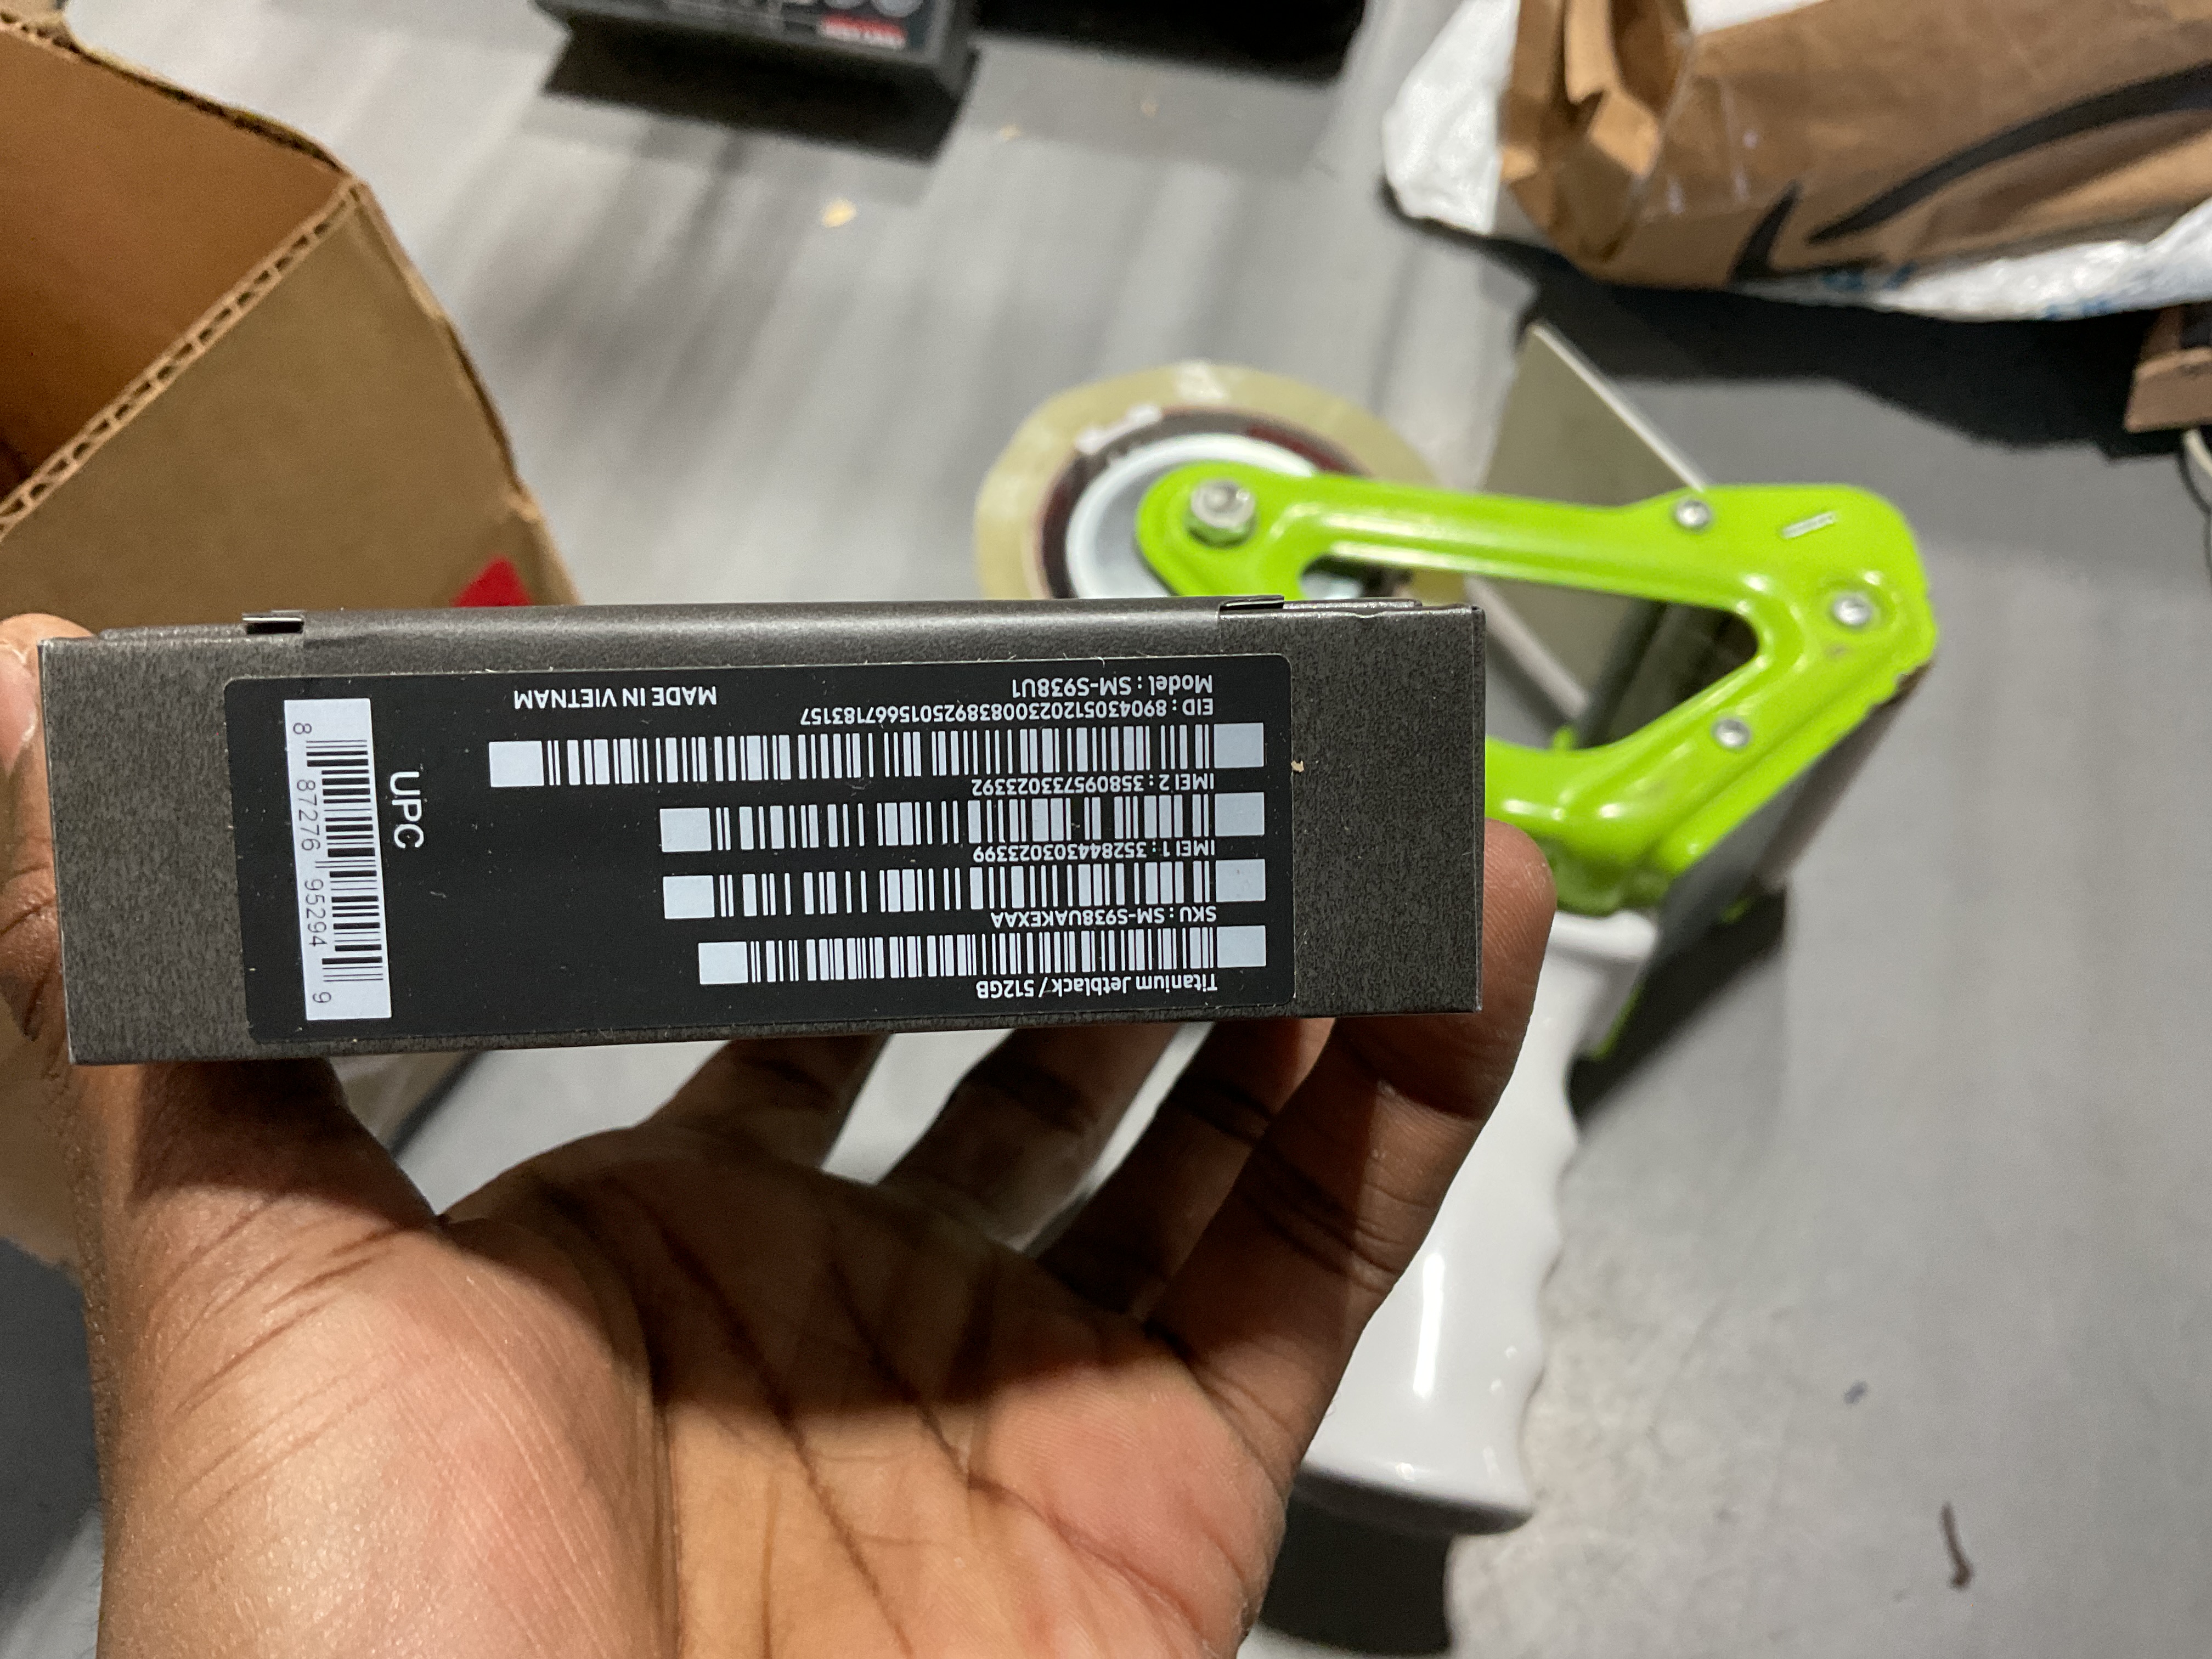 Titanium Jetblack / 512GB
SKU : SM-S938UAKEXAA
IMEI 1 : 352844303023399
IMEI 2 : 358095733023392
EID : 89043051202300838925015667183157
Model : SM-S938U1
MADE IN VIETNAM
UPC
8 87276 95294 9